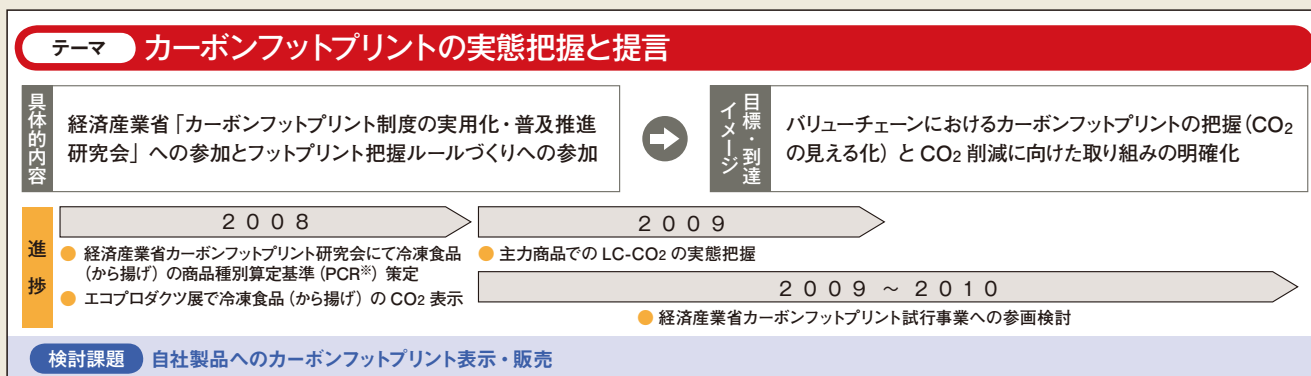 テーマ カーボンフットプリントの実態把握と提言
具体的内容
経済産業省「カーボンフットプリント制度の実用化・普及推進
研究会」への参加とフットプリント把握ルールづくりへの参加
目標・到達
イメージ
バリューチェーンにおけるカーボンフットプリントの把握(CO2
の見える化)とCO2削減に向けた取り組みの明確化
進捗
2008
経済産業省カーボンフットプリント研究会にて冷凍食品
(から揚げ)の商品種別算定基準(PCR※)策定
エコプロダクツ展で冷凍食品(から揚げ)のCO2表示
2009
主力商品でのLC-CO2の実態把握
2009～2010
経済産業省カーボンフットプリント試行事業への参画検討
検討課題 自社製品へのカーボンフットプリント表示・販売